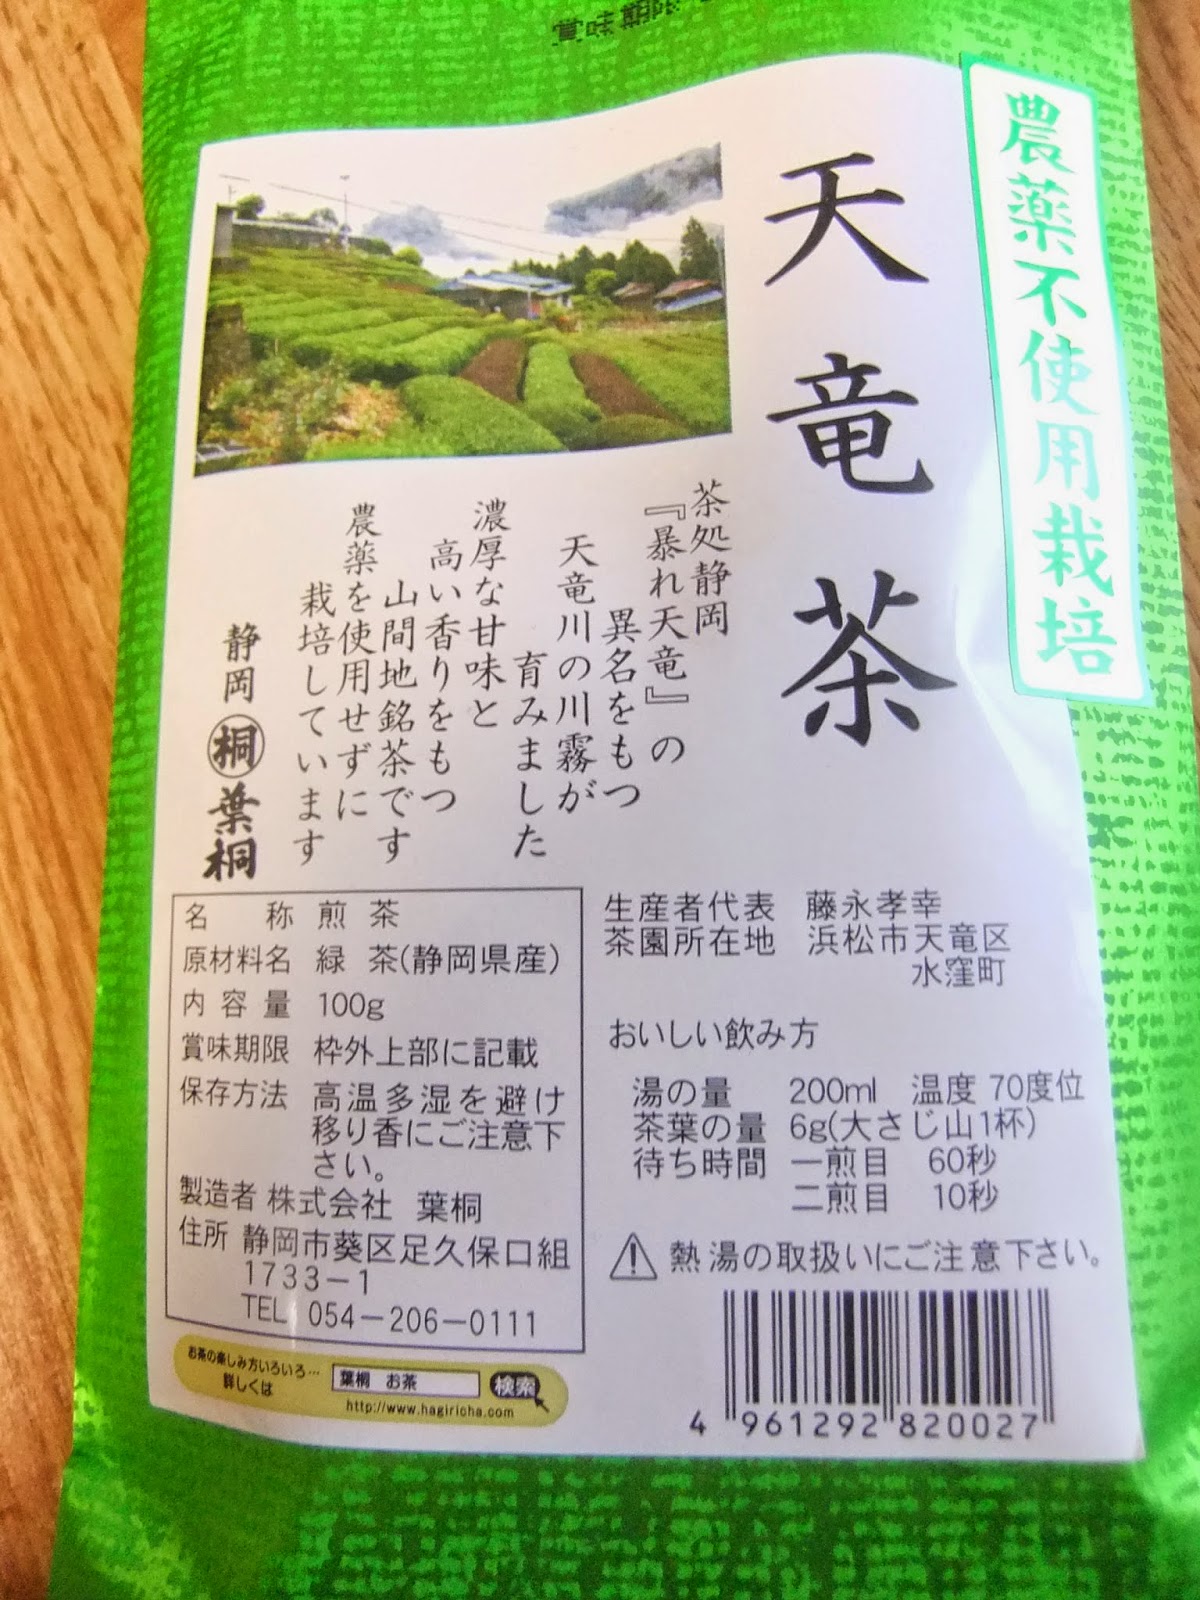 賞味期限
農薬不使用栽培
天竜茶
茶処静岡
『暴れ天竜』の
異名をもつ
天竜川の川霧が
育みました
濃厚な甘味と
高い香りをもつ
山間地銘茶です
農薬を使用せずに
栽培しています
静岡 桐 葉桐
名称 煎茶
原材料名 緑 茶(静岡県産)
内容量 100g
賞味期限 枠外上部に記載
保存方法 高温多湿を避け
移り香にご注意下
さい。
製造者 株式会社 葉桐
住所 静岡市葵区足久保口組
1733-1
TEL 054-206-0111
お茶の楽しみ方いろいろ…
詳しくは
葉桐 お茶 検索
http://www.hagiricha.com
生産者代表 藤永孝幸
茶園所在地 浜松市天竜区
水窪町
おいしい飲み方
湯の量 200ml 温度 70度位
茶葉の量 6g(大さじ山1杯)
待ち時間 一煎目 60秒
二煎目 10秒
熱湯の取扱いにご注意下さい。
4 961292 820027